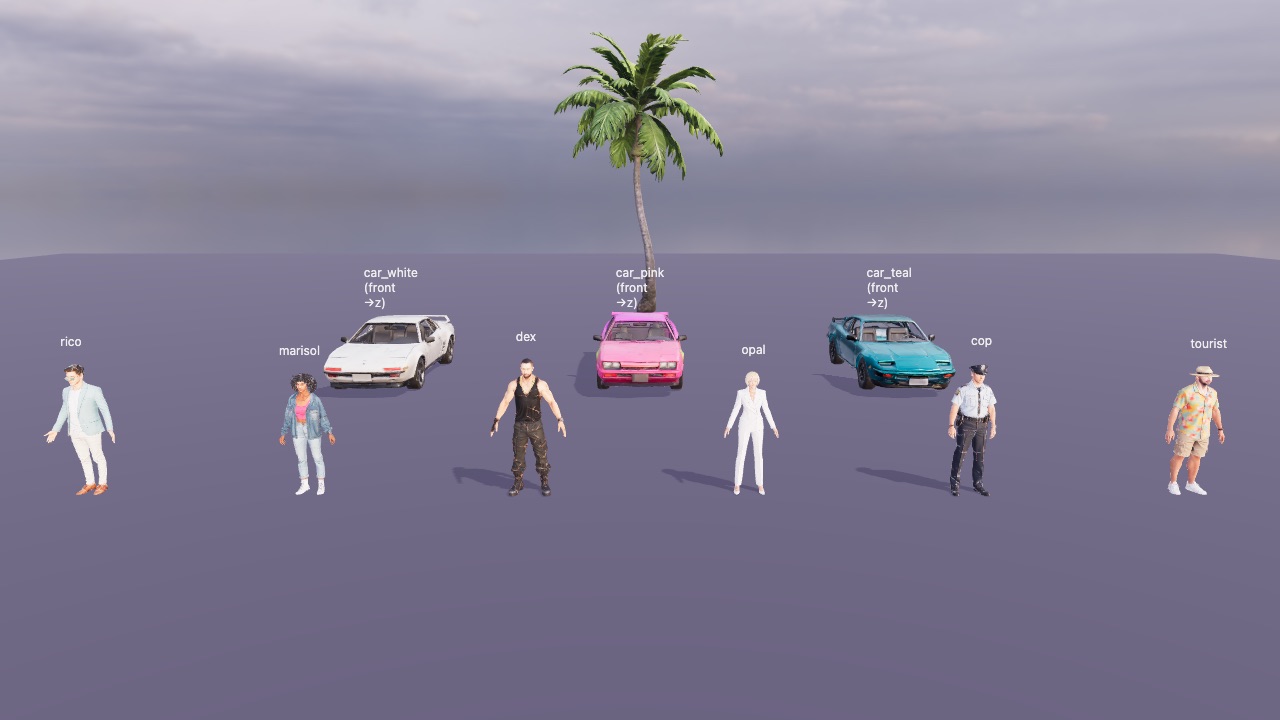 car_white
(front
→z)
car_pink
(front
→z)
car_teal
(front
→z)
rico
marisol
dex
opal
cop
tourist